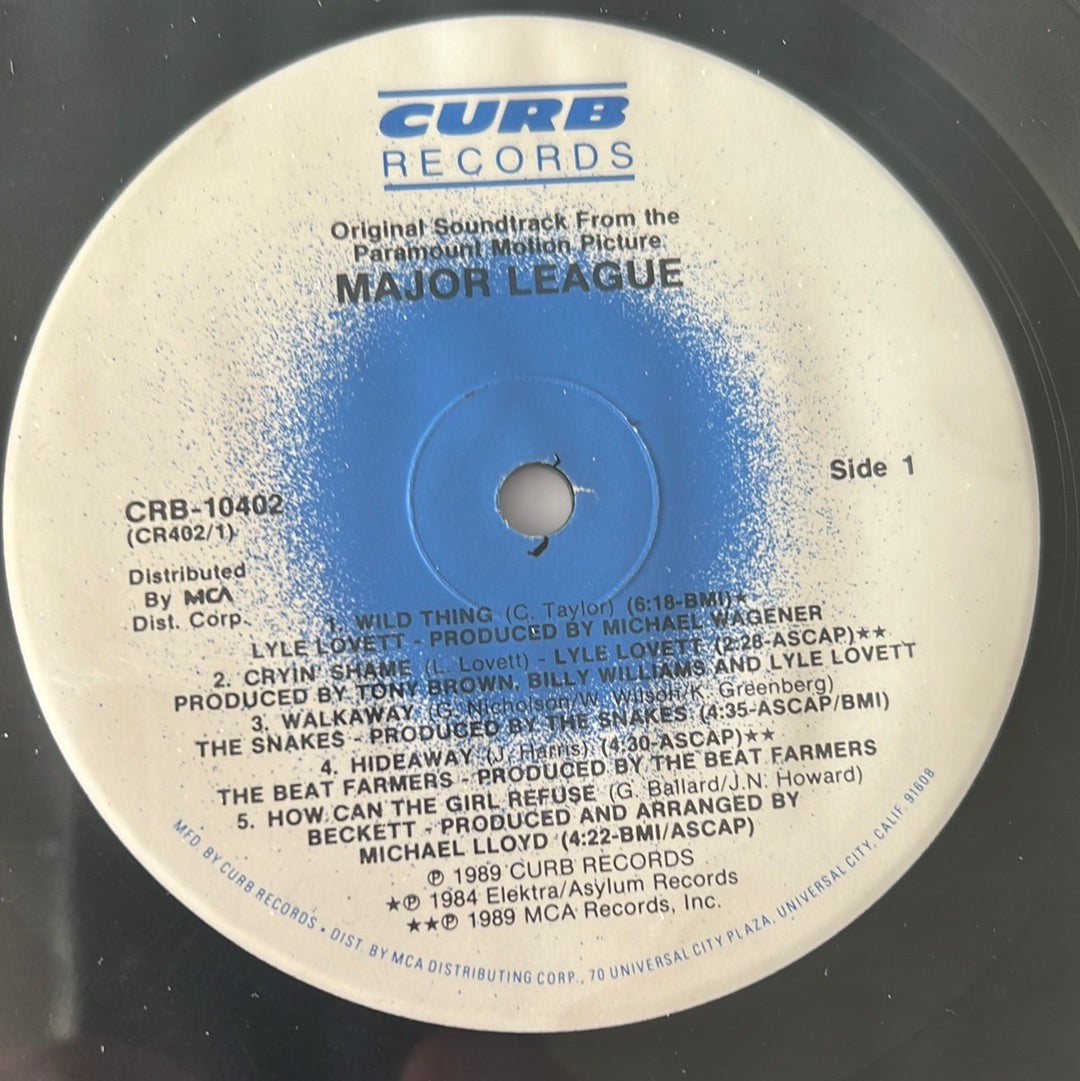 CURB
RECORDS
Original Soundtrack From the
Paramount Motion Picture
MAJOR LEAGUE
Side 1
CRB-10402
(CR402/1)
Distributed
By MCA
Dist. Corp.
1. WILD THING (C. Taylor) (6:18-BMI)★
LYLE LOVETT - PRODUCED BY MICHAEL WAGENER
2. CRYIN' SHAME (L. Lovett) - LYLE LOVETT (2:28-ASCAP)★★
PRODUCED BY TONY BROWN, BILLY WILLIAMS AND LYLE LOVETT
3. WALKAWAY (G. Nicholson/W. Wilson/K. Greenberg)
THE SNAKES - PRODUCED BY THE SNAKES (4:35-ASCAP/BMI)
4. HIDEAWAY (J. Harris) (4:30-ASCAP)★★
THE BEAT FARMERS - PRODUCED BY THE BEAT FARMERS
5. HOW CAN THE GIRL REFUSE (G. Ballard/J.N. Howard)
BECKETT - PRODUCED AND ARRANGED BY
MICHAEL LLOYD (4:22-BMI/ASCAP)
℗ 1989 CURB RECORDS
★℗ 1984 Elektra/Asylum Records
★★℗ 1989 MCA Records, Inc.
MFD. BY CURB RECORDS • DIST. BY MCA DISTRIBUTING CORP., 70 UNIVERSAL CITY PLAZA, UNIVERSAL CITY, CALIF. 91608